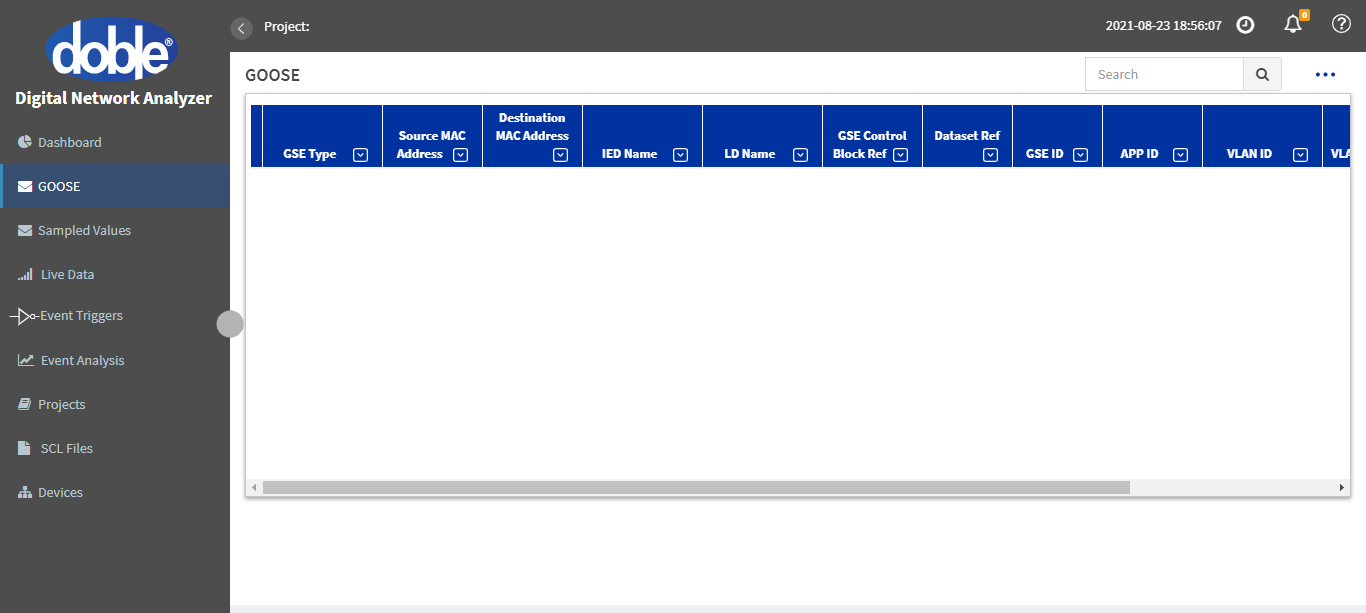 doble®
Digital Network Analyzer
Dashboard
GOOSE
Sampled Values
Live Data
Event Triggers
Event Analysis
Projects
SCL Files
Devices
Project:
2021-08-23 18:56:07
0
GOOSE
Search
GSE Type
Source MAC
Address
Destination
MAC Address
IED Name
LD Name
GSE Control
Block Ref
Dataset Ref
GSE ID
APP ID
VLAN ID
VLA